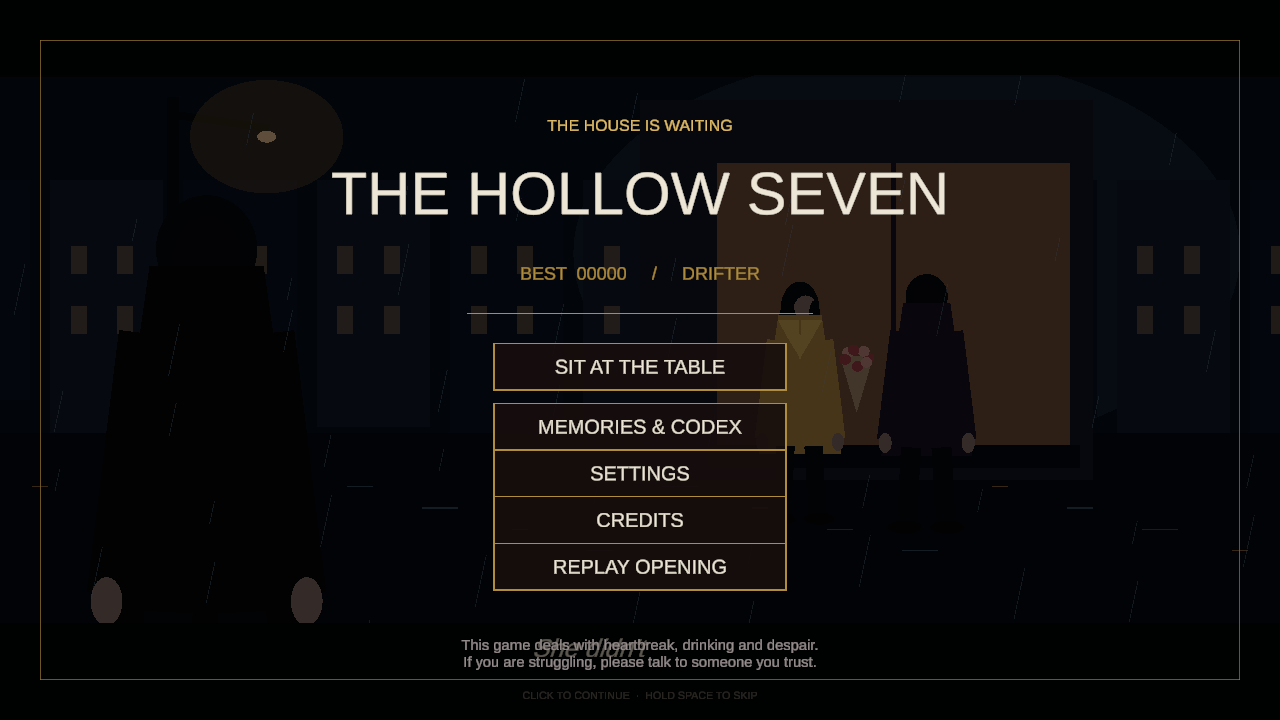 THE HOUSE IS WAITING
THE HOLLOW SEVEN
BEST 00000 / DRIFTER
SIT AT THE TABLE
MEMORIES & CODEX
SETTINGS
CREDITS
REPLAY OPENING
This game deals with heartbreak, drinking and despair.
She didn't
If you are struggling, please talk to someone you trust.
CLICK TO CONTINUE · HOLD SPACE TO SKIP